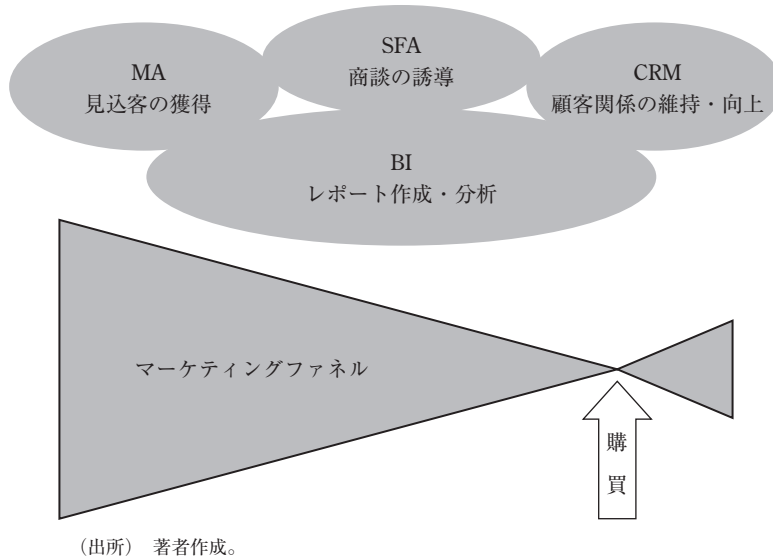 SFA
商談の誘導
MA
見込客の獲得
CRM
顧客関係の維持・向上
BI
レポート作成・分析
マーケティングファネル
購
買
（出所） 著者作成。